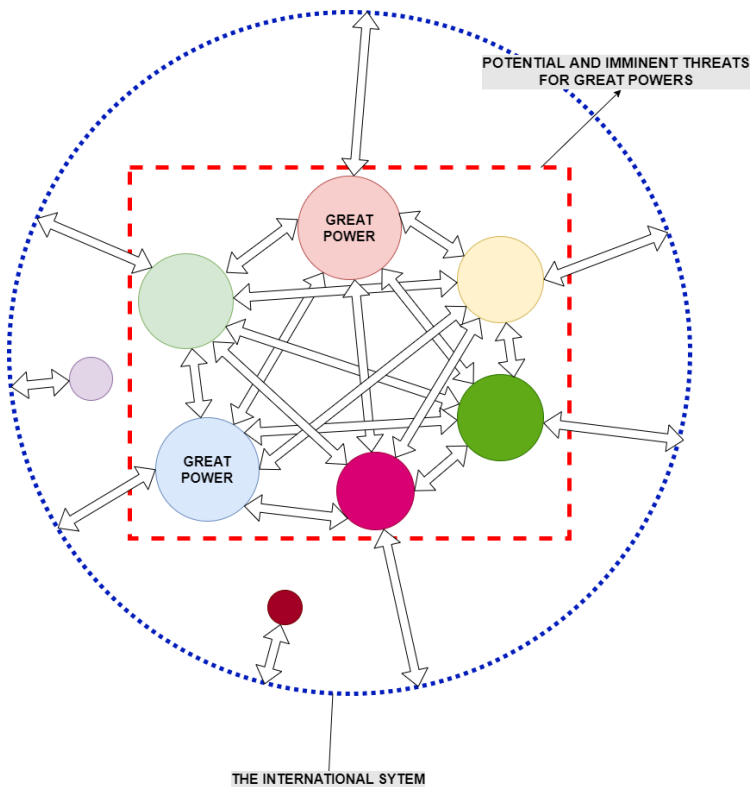 POTENTIAL AND IMMINENT THREATS
FOR GREAT POWERS
GREAT
POWER
GREAT
POWER
THE INTERNATIONAL SYTEM